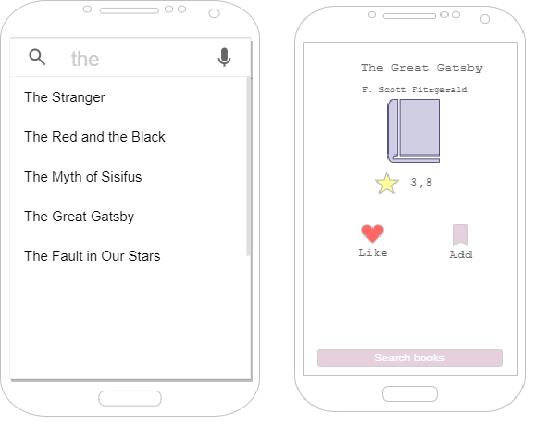 the
The Stranger
The Red and the Black
The Myth of Sisifus
The Great Gatsby
The Fault in Our Stars
The Great Gatsby
F. Scott Fitzgerald
3,8
Like
Add
Search books